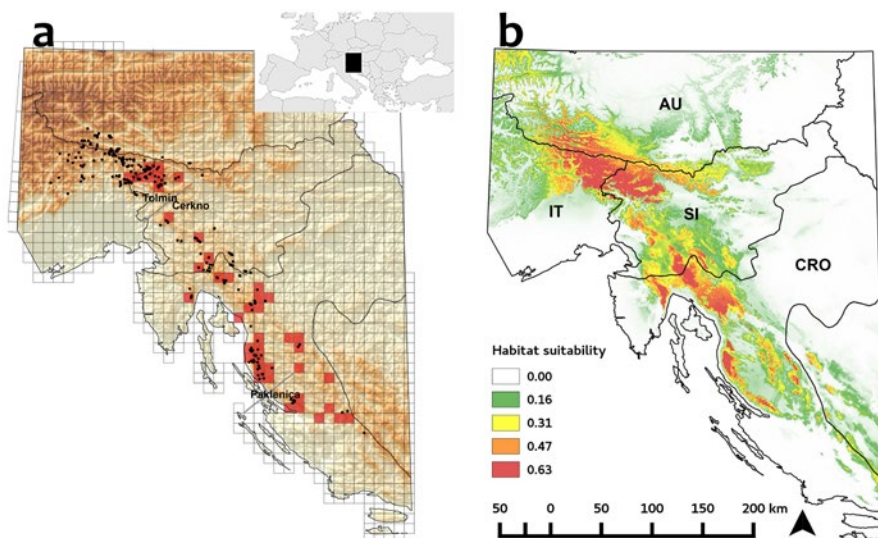 a
Tolmin
Cerkno
Paklenica
b
AU
IT
SI
CRO
Habitat suitability
0.00
0.16
0.31
0.47
0.63
50 0 50 100 150 200 km